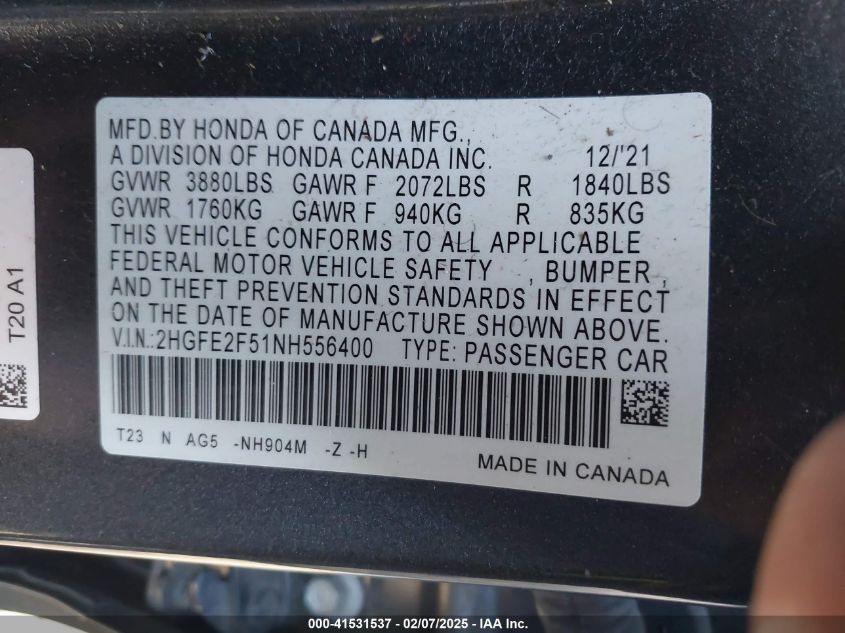 MFD.BY HONDA OF CANADA MFG.,
A DIVISION OF HONDA CANADA INC. 12/'21
GVWR 3880LBS GAWR F 2072LBS R 1840LBS
GVWR 1760KG GAWR F 940KG R 835KG
THIS VEHICLE CONFORMS TO ALL APPLICABLE
FEDERAL MOTOR VEHICLE SAFETY , BUMPER ,
AND THEFT PREVENTION STANDARDS IN EFFECT
ON THE DATE OF MANUFACTURE SHOWN ABOVE.
V.I.N.:2HGFE2F51NH556400 TYPE: PASSENGER CAR
T23 N AG5 -NH904M -Z -H
MADE IN CANADA
T20 A1
000-41531537 - 02/07/2025 - IAA Inc.